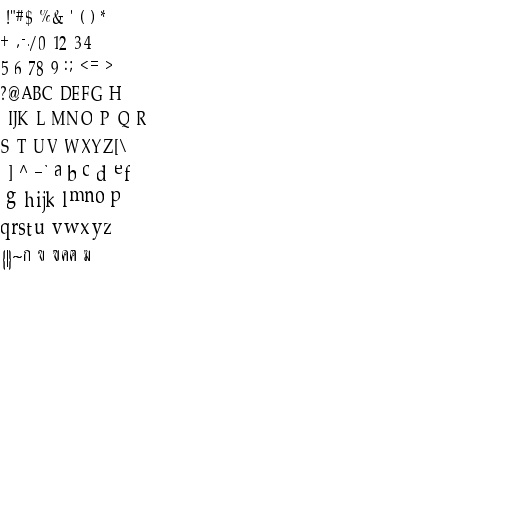 !"#$ %& ' ( ) *
+ ,-./0 12 34
5 6 78 9 :; <= >
?@ABC DEFG H
IJK L MNO P Q R
S T UV WXYZ[\
] ^ _` a b c d ef
g hijk lmno p
qrstu vwxyz
{|}~ก ข ฃคฅ ฆ